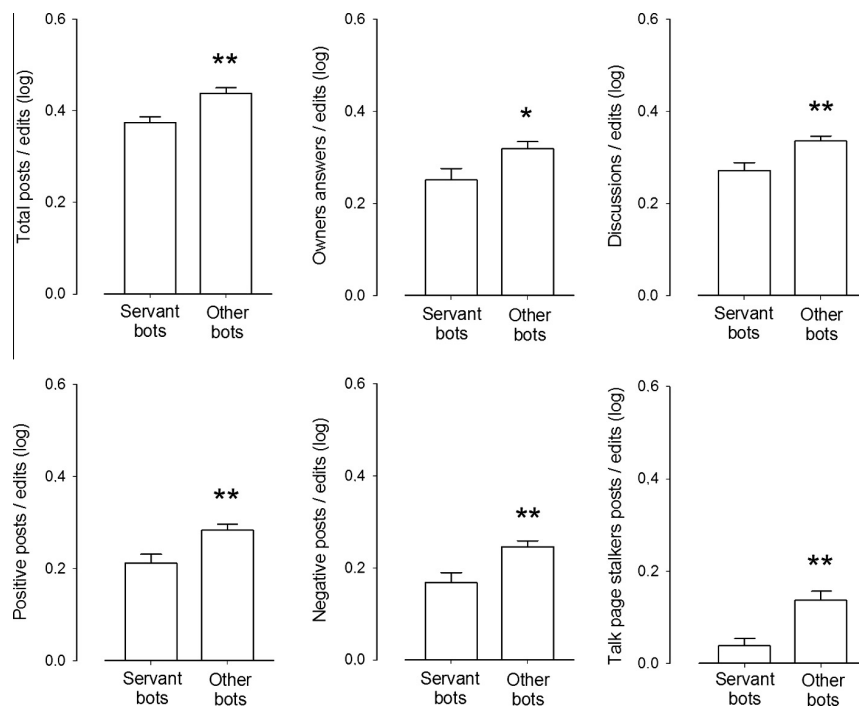 Total posts / edits (log)
0.6
0.4
0.2
0.0
**
Servant
bots
Other
bots
Owners answers / edits (log)
0.6
0.4
0.2
0.0
*
Servant
bots
Other
bots
Discussions / edits (log)
0.6
0.4
0.2
0.0
**
Servant
bots
Other
bots
Positive posts / edits (log)
0.6
0.4
0.2
0.0
**
Servant
bots
Other
bots
Negative posts / edits (log)
0.6
0.4
0.2
0.0
**
Servant
bots
Other
bots
Talk page stalkers posts / edits (log)
0.6
0.4
0.2
0.0
**
Servant
bots
Other
bots